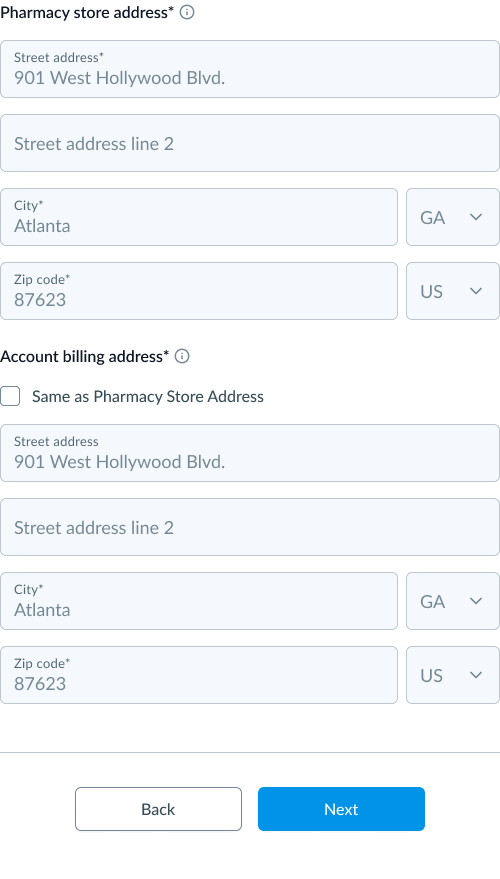 Pharmacy store address*
Street address*
901 West Hollywood Blvd.
Street address line 2
City*
Atlanta
GA
Zip code*
87623
US
Account billing address*
Same as Pharmacy Store Address
Street address
901 West Hollywood Blvd.
Street address line 2
City*
Atlanta
GA
Zip code*
87623
US
Back
Next